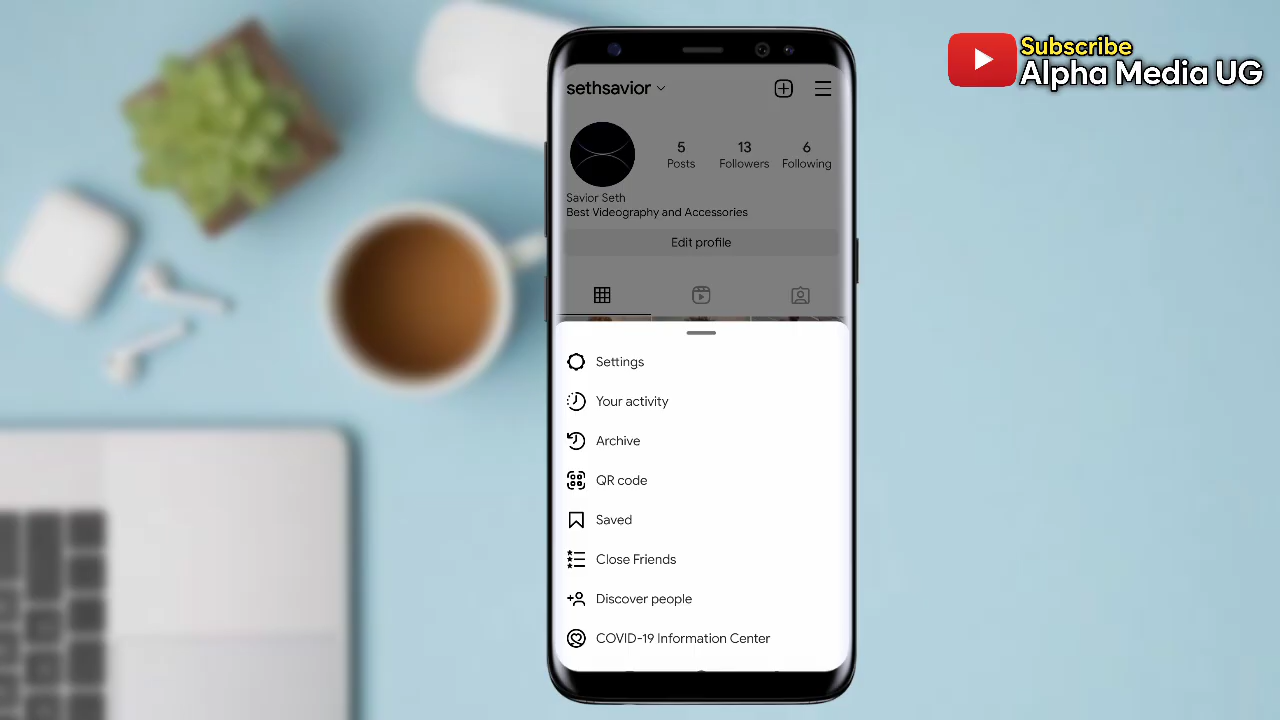 Subscribe
Alpha Media UG
sethsavior
5
Posts
13
Followers
6
Following
Savior Seth
Best Videography and Accessories
Edit profile
Settings
Your activity
Archive
QR code
Saved
Close Friends
Discover people
COVID-19 Information Center